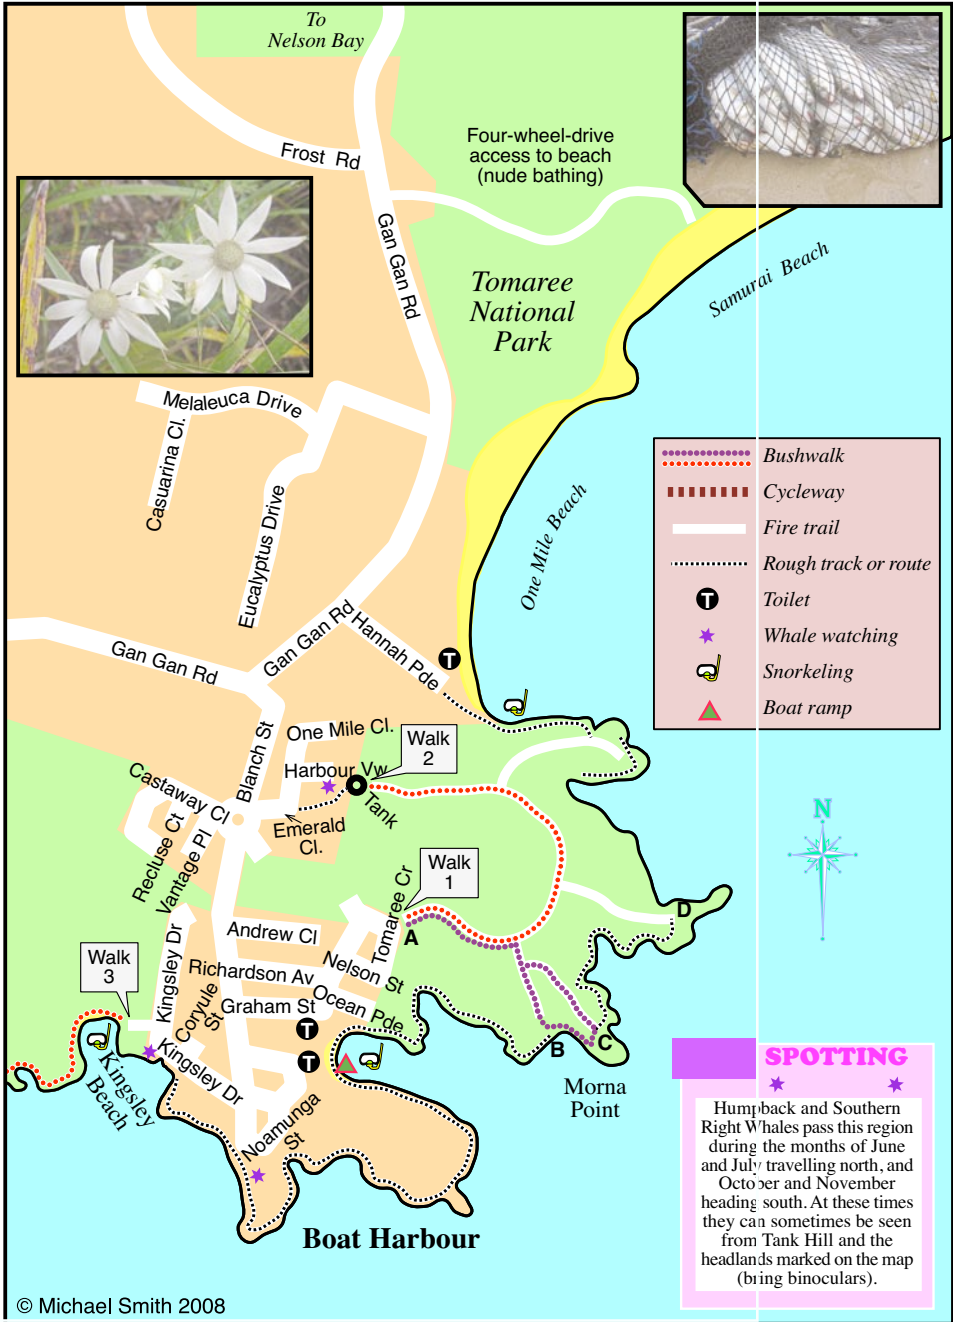 To
Nelson Bay
Frost Rd
Four-wheel-drive
access to beach
(nude bathing)
Gan Gan Rd
Tomaree
National
Park
Samurai Beach
Melaleuca Drive
Casuarina Cl.
Eucalyptus Drive
One Mile Beach
Bushwalk
Cycleway
Fire trail
Rough track or route
T
Toilet
Whale watching
Snorkeling
Boat ramp
Gan Gan Rd
Gan Gan Rd
Hannah Pde
T
Blanch St
One Mile Cl.
Harbour Vw
Walk
2
Tank
Emerald
Cl.
Castaway Cl
Recluse Ct
Vantage Pl
N
Walk
1
Tomaree Cr
A
D
Andrew Cl
Kingsley Dr
Walk
3
Richardson Av
Nelson St
Coryule
St
Graham St
Ocean Pde
T
T
B
C
Kingsley Dr
Kingsley
Beach
Morna
Point
Noamunga
St
Boat Harbour
SPOTTING
Humpback and Southern
Right Whales pass this region
during the months of June
and July travelling north, and
October and November
heading south. At these times
they can sometimes be seen
from Tank Hill and the
headlands marked on the map
(bring binoculars).
© Michael Smith 2008